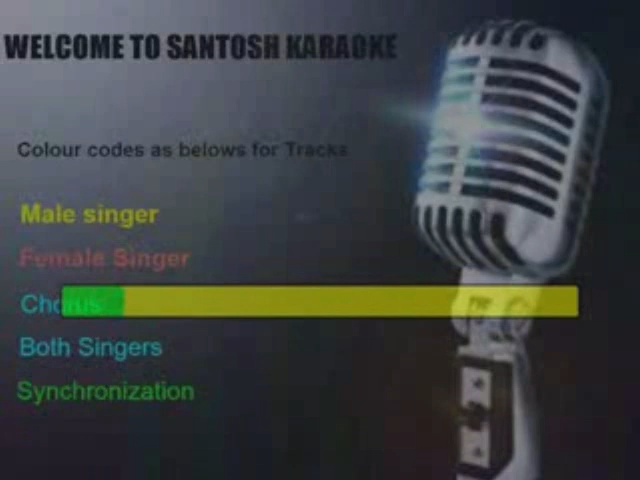 WELCOME TO SANTOSH KARAOKE
Colour codes as belows for Tracks
Male singer
Female Singer
Chorus
Both Singers
Synchronization